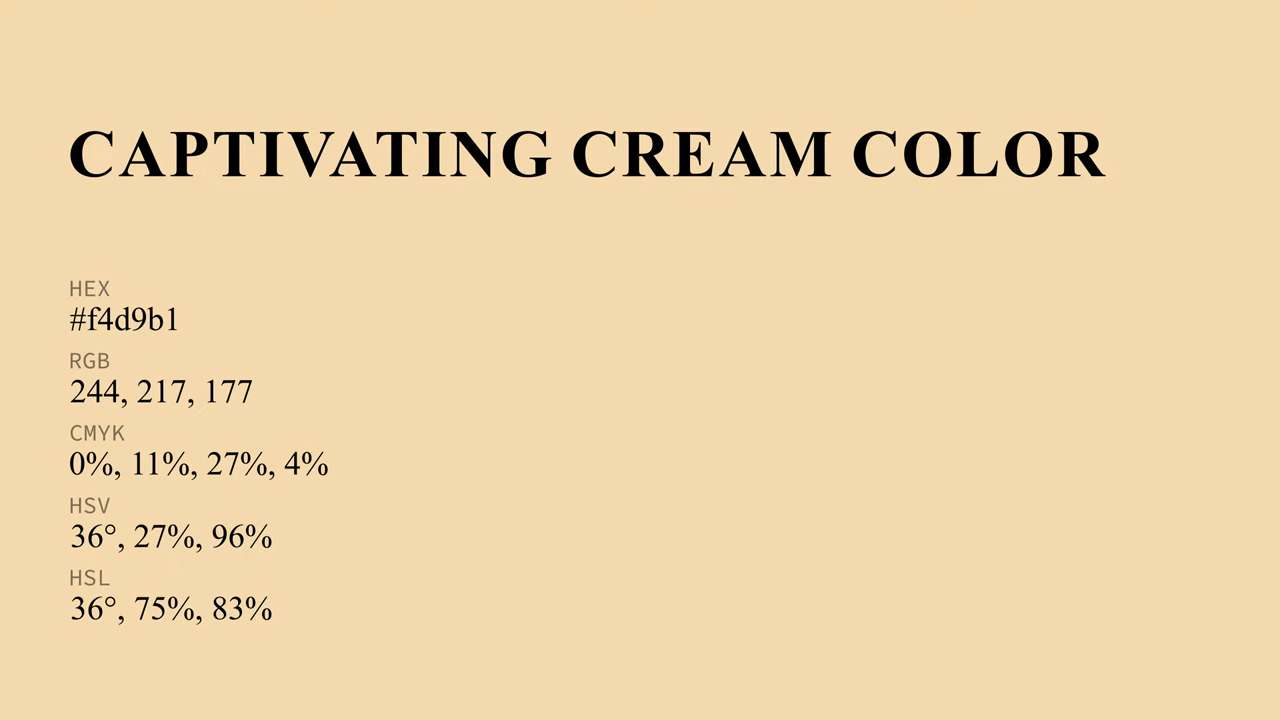 CAPTIVATING CREAM COLOR
HEX
#f4d9b1
RGB
244, 217, 177
CMYK
0%, 11%, 27%, 4%
HSV
36°, 27%, 96%
HSL
36°, 75%, 83%